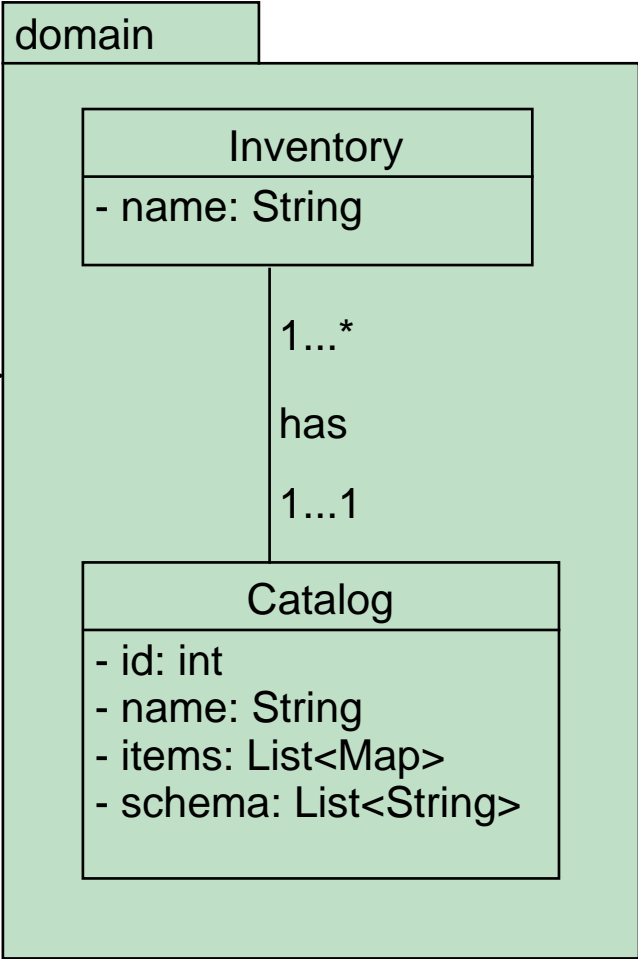 domain
Inventory
- name: String
1...*
has
1...1
Catalog
- id: int
- name: String
- items: List<Map>
- schema: List<String>